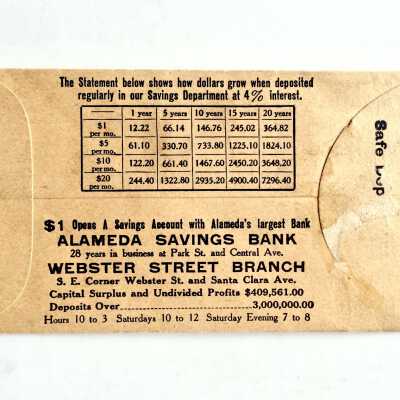 The Statement below shows how dollars grow when deposited
regularly in our Savings Department at 4% interest.
1 year 5 years 10 years 15 years 20 years
$1 per mo. 12.22 66.14 146.76 245.02 364.82
$5 per mo. 61.10 330.70 733.80 1225.10 1824.10
$10 per mo. 122.20 661.40 1467.60 2450.20 3648.20
$20 per mo. 244.40 1322.80 2935.20 4900.40 7296.40
$1 Opens A Savings Account with Alameda's largest Bank
ALAMEDA SAVINGS BANK
28 years in business at Park St. and Central Ave.
WEBSTER STREET BRANCH
S. E. Corner Webster St. and Santa Clara Ave.
Capital Surplus and Undivided Profits $409,561.00
Deposits Over 3,000,000.00
Hours 10 to 3 Saturdays 10 to 12 Saturday Evening 7 to 8
Safe